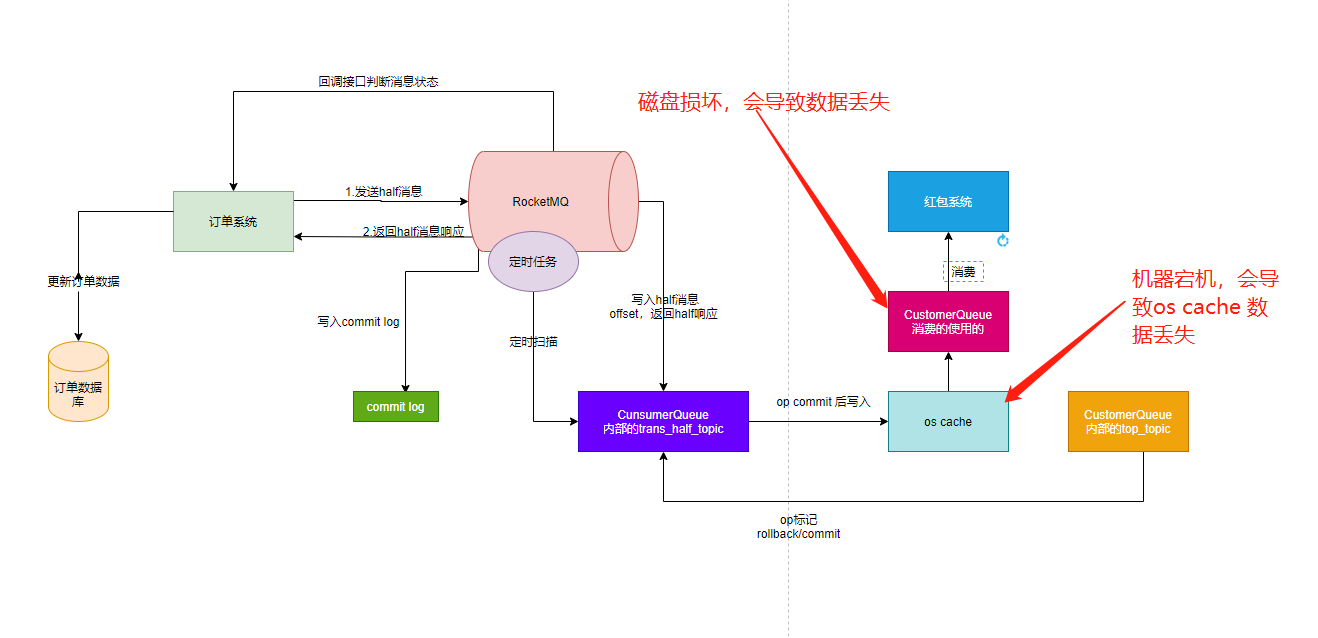 回调接口判断消息状态
磁盘损坏，会导致数据丢失
1.发送half消息
RocketMQ
红包系统
订单系统
2.返回half消息响应
定时任务
消费
机器宕机，会导
致os cache 数
据丢失
更新订单数据
写入half消息
offset，返回half响应
CustomerQueue
消费的使用的
写入commit log
定时扫描
订单数据
库
commit log
CunsumerQueue
内部的trans_half_topic
op commit 后写入
os cache
CustomerQueue
内部的top_topic
op标记
rollback/commit